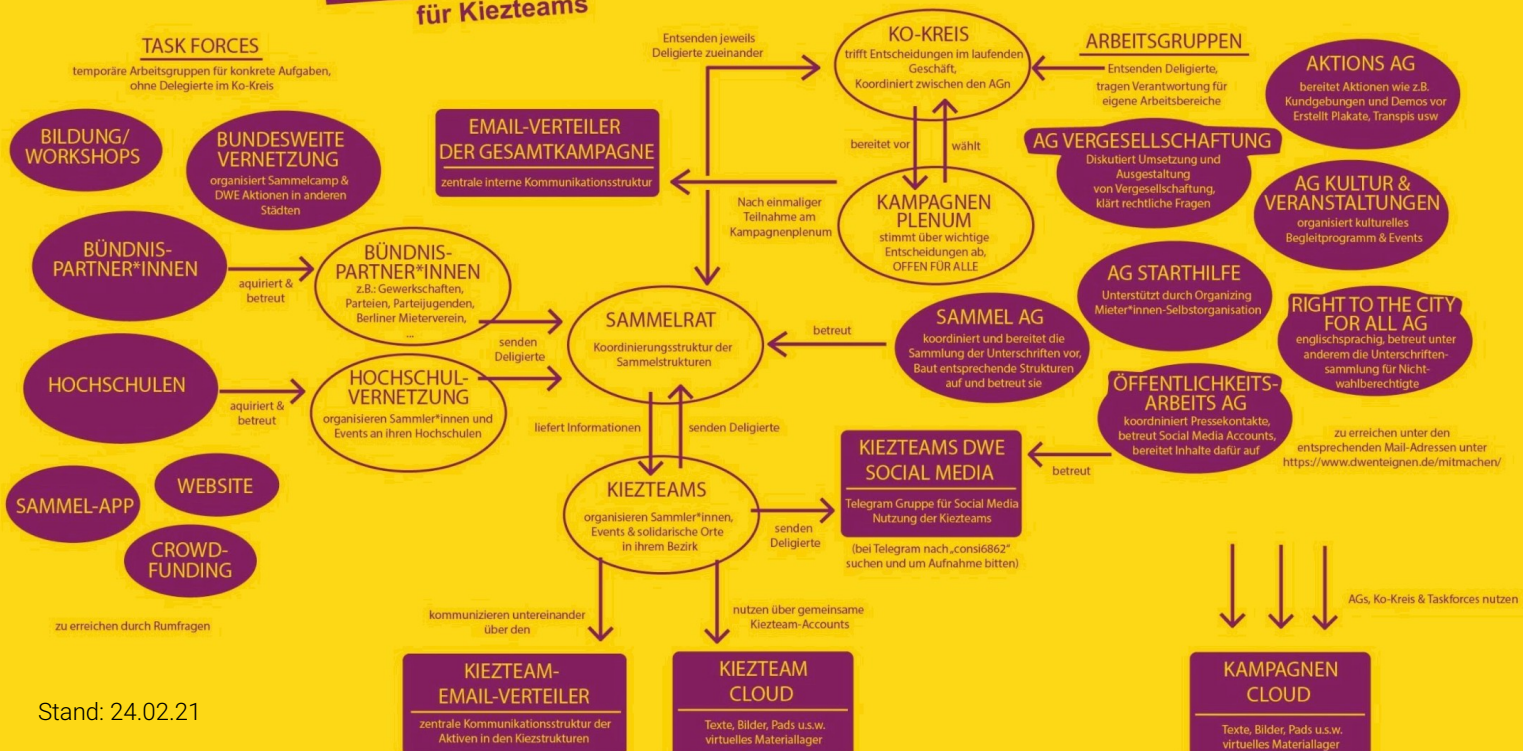 für Kiezteams
TASK FORCES
temporäre Arbeitsgruppen für konkrete Aufgaben,
ohne Delegierte im Ko-Kreis
BILDUNG/
WORKSHOPS
BUNDESWEITE
VERNETZUNG
organisiert Sammelcamp &
DWE Aktionen in anderen
Städten
BÜNDNIS-
PARTNER*INNEN
aquiriert &
betreut
BÜNDNIS-
PARTNER*INNEN
z.B.: Gewerkschaften,
Parteien, Parteijugenden,
Berliner Mieterverein,
...
senden
Deligierte
HOCHSCHULEN
aquiriert &
betreut
HOCHSCHUL-
VERNETZUNG
organisieren Sammler*innen und
Events an ihren Hochschulen
SAMMEL-APP
WEBSITE
CROWD-
FUNDING
zu erreichen durch Rumfragen
Stand: 24.02.21
EMAIL-VERTEILER
DER GESAMTKAMPAGNE
zentrale interne Kommunikationsstruktur
Entsenden jeweils
Deligierte zueinander
KO-KREIS
trifft Entscheidungen im laufenden
Geschäft,
Koordiniert zwischen den AGn
bereitet vor
wählt
Nach einmaliger
Teilnahme am
Kampagnenplenum
KAMPAGNEN
PLENUM
stimmt über wichtige
Entscheidungen ab,
OFFEN FÜR ALLE
SAMMELRAT
Koordinierungsstruktur der
Sammelstrukturen
betreut
SAMMEL AG
koordiniert und bereitet die
Sammlung der Unterschriften vor,
Baut entsprechende Strukturen
auf und betreut sie
liefert Informationen
senden Deligierte
KIEZTEAMS
organisieren Sammler*innen,
Events & solidarische Orte
in ihrem Bezirk
senden
Deligierte
KIEZTEAMS DWE
SOCIAL MEDIA
Telegram Gruppe für Social Media
Nutzung der Kiezteams
(bei Telegram nach „consi6862“
suchen und um Aufnahme bitten)
betreut
kommunizieren untereinander
über den
nutzen über gemeinsame
Kiezteam-Accounts
KIEZTEAM-
EMAIL-VERTEILER
zentrale Kommunikationsstruktur der
Aktiven in den Kiezstrukturen
KIEZTEAM
CLOUD
Texte, Bilder, Pads u.s.w.
virtuelles Materiallager
ARBEITSGRUPPEN
Entsenden Deligierte,
tragen Verantwortung für
eigene Arbeitsbereiche
AKTIONS AG
bereitet Aktionen wie z.B.
Kundgebungen und Demos vor
Erstellt Plakate, Transpis usw
AG VERGESELLSCHAFTUNG
Diskutiert Umsetzung und
Ausgestaltung
von Vergesellschaftung,
klärt rechtliche Fragen
AG KULTUR &
VERANSTALTUNGEN
organisiert kulturelles
Begleitprogramm & Events
AG STARTHILFE
Unterstützt durch Organizing
Mieter*innen-Selbstorganisation
RIGHT TO THE CITY
FOR ALL AG
englischsprachig, betreut unter
anderem die Unterschriften-
sammlung für Nicht-
wahlberechtigte
ÖFFENTLICHKEITS-
ARBEITS AG
koordniniert Pressekontakte,
betreut Social Media Accounts,
bereitet Inhalte dafür auf
zu erreichen unter den
entsprechenden Mail-Adressen unter
https://www.dwenteignen.de/mitmachen/
AGs, Ko-Kreis & Taskforces nutzen
KAMPAGNEN
CLOUD
Texte, Bilder, Pads u.s.w.
virtuelles Materiallager